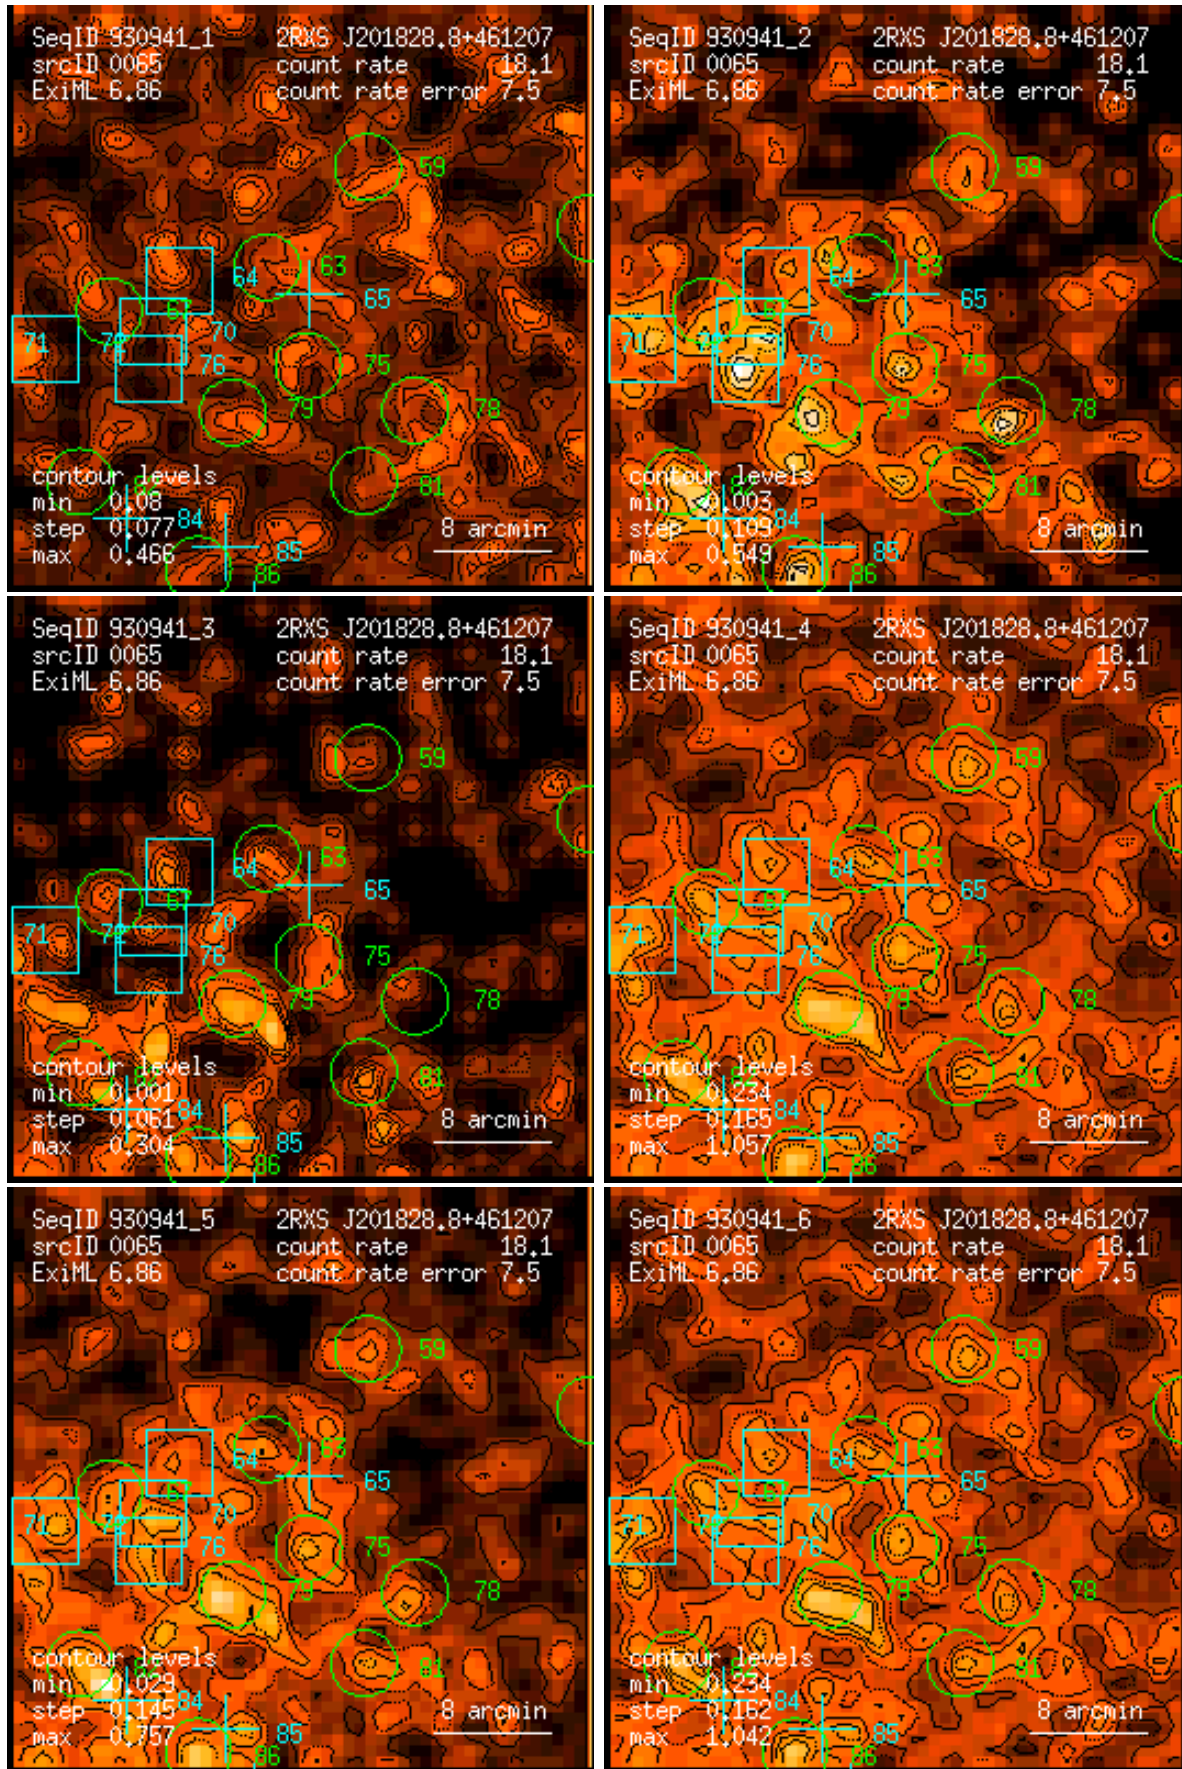 SeqID 930941_1 2RXS J201828.8+461207
srcID 0065 count rate 18.1
ExiML 6.86 count rate error 7.5
59
63
64
65
67
70
71
72
75
76
78
79
81
contour levels
min 0.08
step 0.077
max 0.466
84
85
86
8 arcmin
SeqID 930941_2 2RXS J201828.8+461207
srcID 0065 count rate 18.1
ExiML 6.86 count rate error 7.5
59
63
64
65
67
70
71
72
75
76
78
79
81
contour levels
min 0.003
step 0.109
max 0.549
84
85
86
8 arcmin
SeqID 930941_3 2RXS J201828.8+461207
srcID 0065 count rate 18.1
ExiML 6.86 count rate error 7.5
59
63
64
65
67
70
71
72
75
76
78
79
81
contour levels
min 0.001
step 0.061
max 0.304
84
85
86
8 arcmin
SeqID 930941_4 2RXS J201828.8+461207
srcID 0065 count rate 18.1
ExiML 6.86 count rate error 7.5
59
63
64
65
67
70
71
72
75
76
78
79
81
contour levels
min 0.234
step 0.165
max 1.057
84
85
86
8 arcmin
SeqID 930941_5 2RXS J201828.8+461207
srcID 0065 count rate 18.1
ExiML 6.86 count rate error 7.5
59
63
64
65
67
70
71
72
75
76
78
79
81
contour levels
min 0.029
step 0.145
max 0.757
84
85
86
8 arcmin
SeqID 930941_6 2RXS J201828.8+461207
srcID 0065 count rate 18.1
ExiML 6.86 count rate error 7.5
59
63
64
65
67
70
71
72
75
76
78
79
81
contour levels
min 0.234
step 0.162
max 1.042
84
85
86
8 arcmin